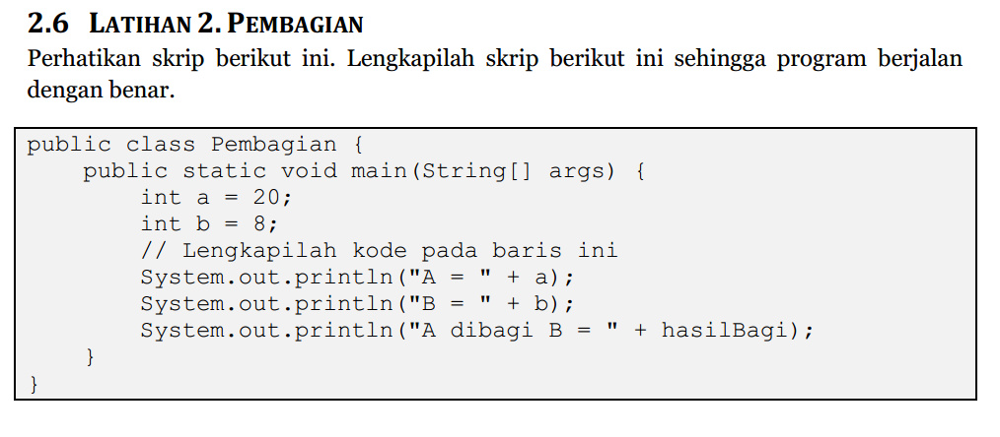 2.6 LATIHAN 2. PEMBAGIAN
Perhatikan skrip berikut ini. Lengkapilah skrip berikut ini sehingga program berjalan
dengan benar.
public class Pembagian {
    public static void main(String[] args) {
        int a = 20;
        int b = 8;
        // Lengkapilah kode pada baris ini
        System.out.println("A = " + a);
        System.out.println("B = " + b);
        System.out.println("A dibagi B = " + hasilBagi);
    }
}